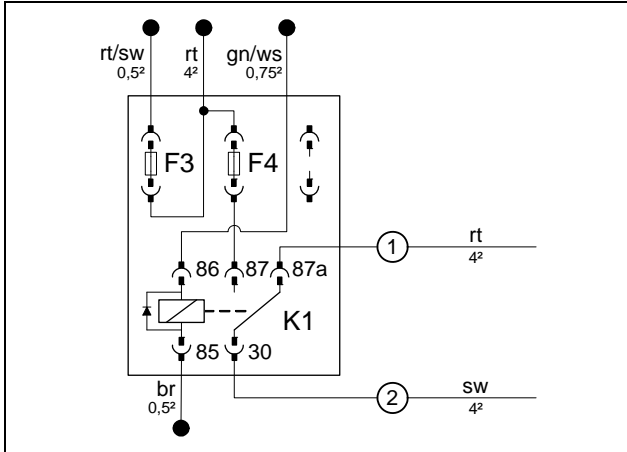 rt/sw rt gn/ws
0,5² 4² 0,75²
F3 F4
1 rt
4²
86 87 87a
K1
85 30
2 sw
4²
br
0,5²